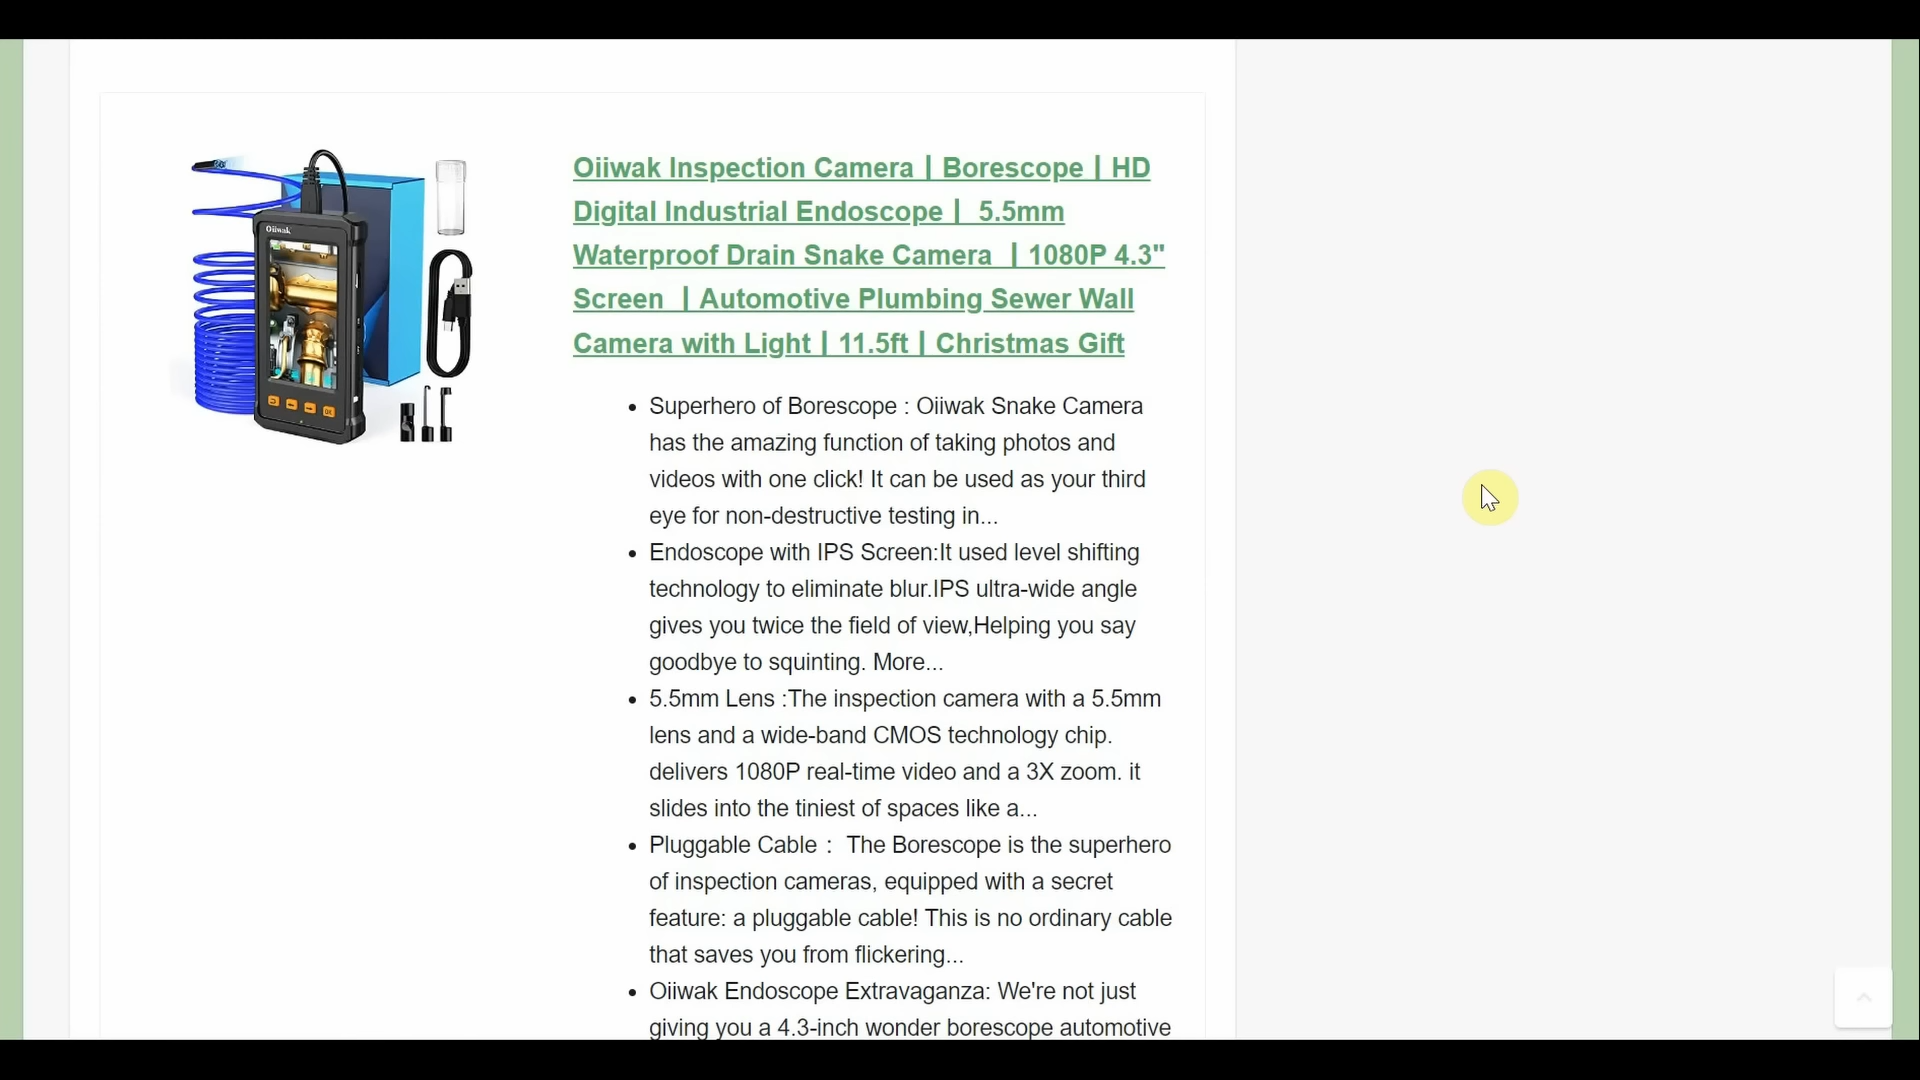 Oiiwak
OK
Oiiwak Inspection Camera | Borescope | HD
Digital Industrial Endoscope | 5.5mm
Waterproof Drain Snake Camera | 1080P 4.3"
Screen | Automotive Plumbing Sewer Wall
Camera with Light | 11.5ft | Christmas Gift
Superhero of Borescope : Oiiwak Snake Camera
has the amazing function of taking photos and
videos with one click! It can be used as your third
eye for non-destructive testing in...
Endoscope with IPS Screen:It used level shifting
technology to eliminate blur.IPS ultra-wide angle
gives you twice the field of view,Helping you say
goodbye to squinting. More...
5.5mm Lens :The inspection camera with a 5.5mm
lens and a wide-band CMOS technology chip.
delivers 1080P real-time video and a 3X zoom. it
slides into the tiniest of spaces like a...
Pluggable Cable： The Borescope is the superhero
of inspection cameras, equipped with a secret
feature: a pluggable cable! This is no ordinary cable
that saves you from flickering...
Oiiwak Endoscope Extravaganza: We're not just
giving you a 4.3-inch wonder borescope automotive